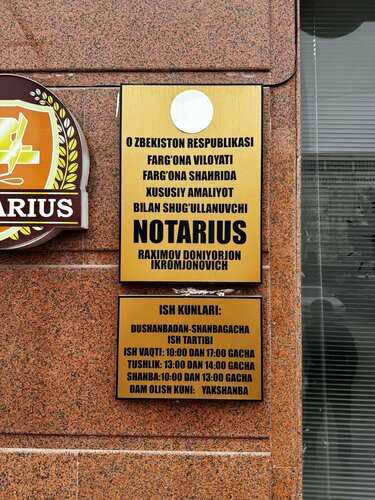 ARIUS
O ZBEKISTON RESPUBLIKASI
FARG'ONA VILOYATI
FARG'ONA SHAHRIDA
XUSUSIY AMALIYOT
BILAN SHUG'ULLANUVCHI
NOTARIUS
RAXIMOV DONIYORJON
IKROMJONOVICH
ISH KUNLARI:
DUSHANBADAN-SHANBAGACHA
ISH TARTIBI
ISH VAQTI: 10:00 DAN 17:00 GACHA
TUSHLIK: 13:00 DAN 14:00 GACHA
SHANBA:10:00 DAN 13:00 GACHA
DAM OLISH KUNI: YAKSHANBA